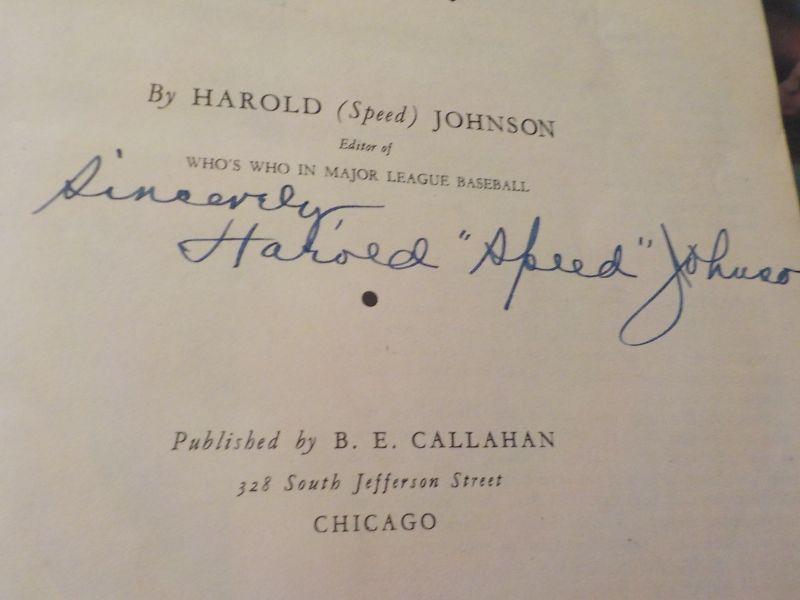 By HAROLD (Speed) JOHNSON
Editor of
WHO'S WHO IN MAJOR LEAGUE BASEBALL
Sincerely,
Harold "Speed" Johnso
Published by B. E. CALLAHAN
328 South Jefferson Street
CHICAGO